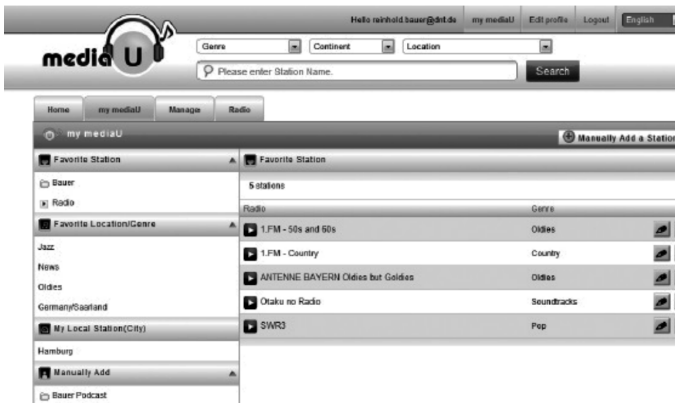 Hello reinhold.bauer@dnt.de my mediaU Edit profile Logout English
media U
Genre Continent Location
Please enter Station Name. Search
Home my mediaU Manager Radio
my mediaU
Manually Add a Station
Favorite Station
Bauer
Radio
Favorite Location/Genre
Jazz
News
Oldies
Germany/Saarland
My Local Station(City)
Hamburg
Manually Add
Bauer Podcast
Favorite Station
5 stations
Radio Genre
1.FM - 50s and 60s Oldies
1.FM - Country Country
ANTENNE BAYERN Oldies but Goldies Oldies
Otaku no Radio Soundtracks
SWR3 Pop